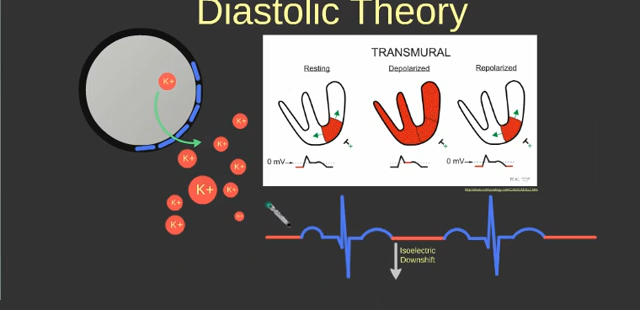 Diastolic Theory
TRANSMURAL
Resting
Depolarized
Repolarized
0 mV
0 mV
K+
K+
K+
K+
K+
K+
K+
K+
K+
Isoelectric
Downshift